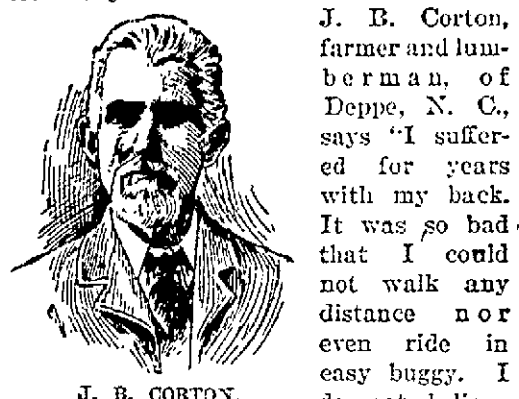 J. B. CORTON.
J. B. Corton,
farmer and lum-
berman, of
Deppe, N. C.,
says "I suffer-
ed for years
with my back.
It was so bad
that I could
not walk any
distance nor
even ride in
easy buggy. I